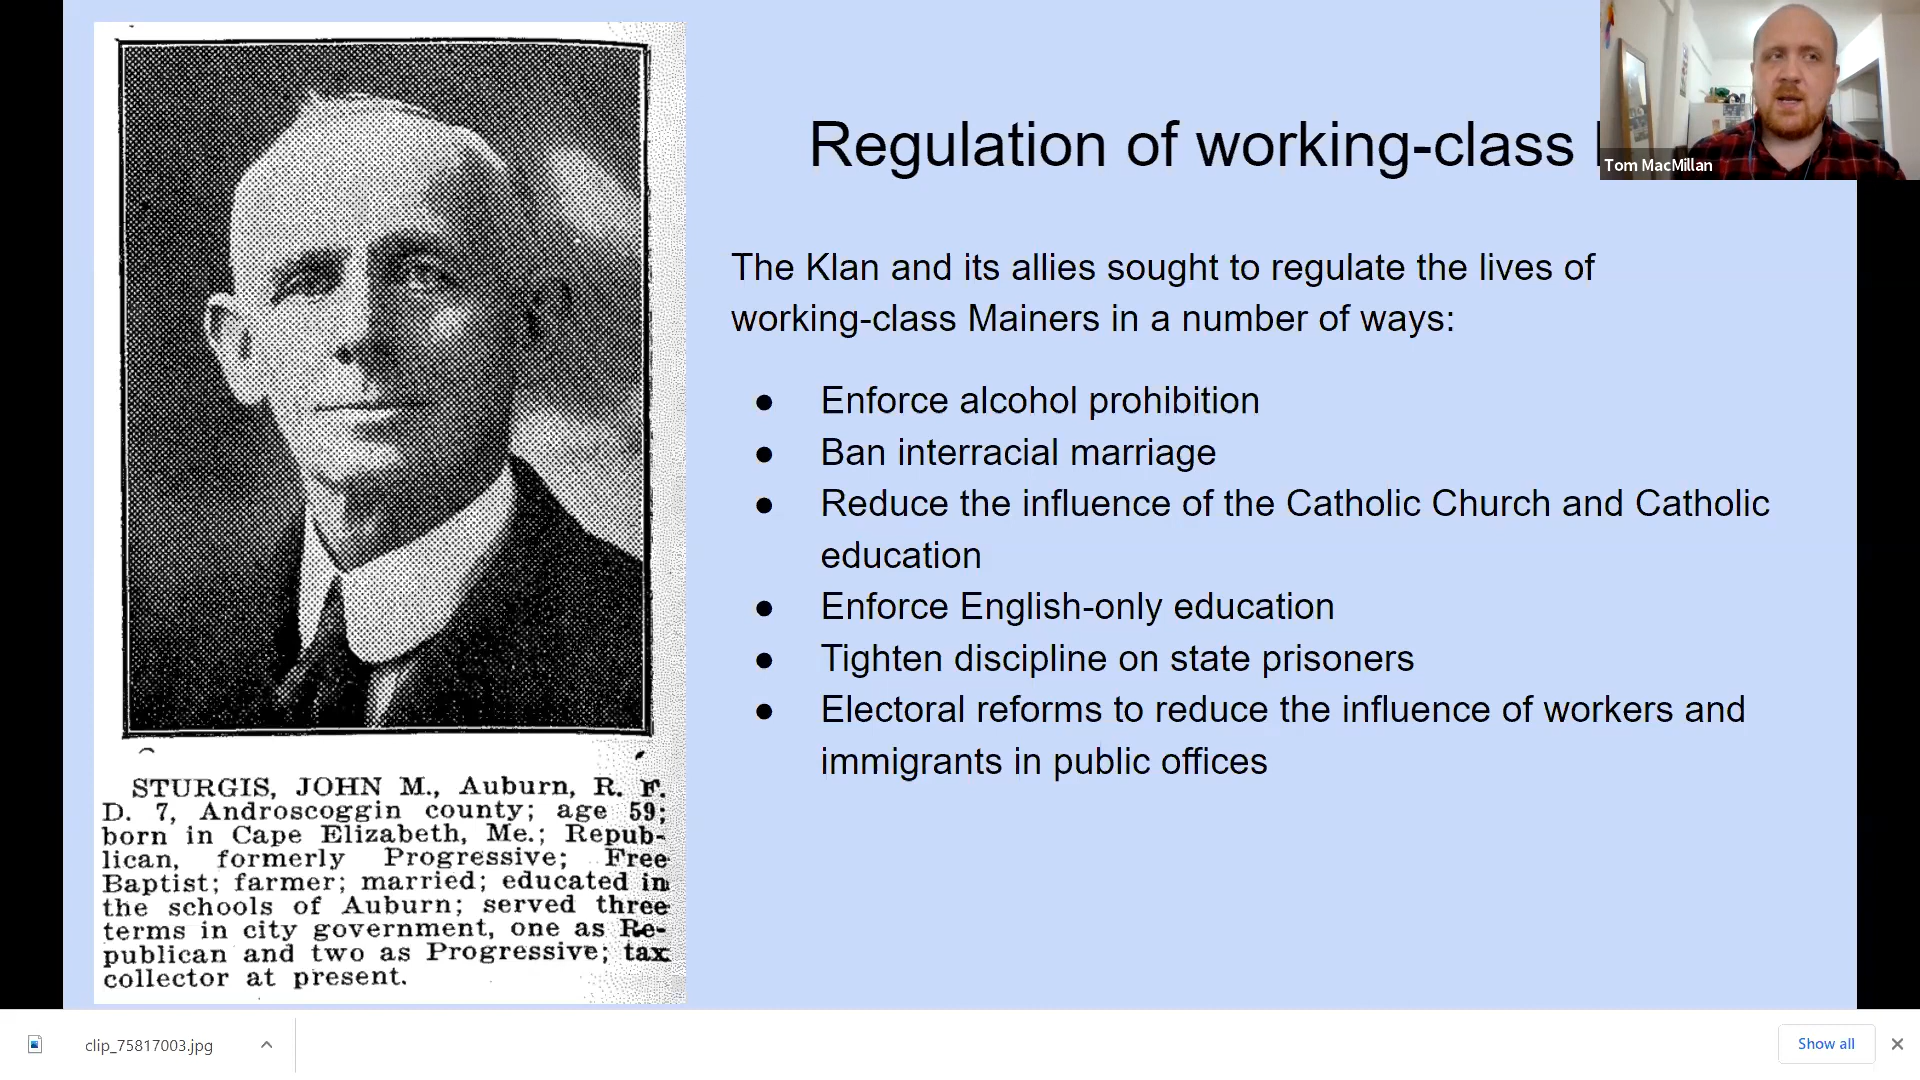 Regulation of working-class
Tom MacMillan
The Klan and its allies sought to regulate the lives of
working-class Mainers in a number of ways:
● Enforce alcohol prohibition
● Ban interracial marriage
● Reduce the influence of the Catholic Church and Catholic
education
● Enforce English-only education
● Tighten discipline on state prisoners
● Electoral reforms to reduce the influence of workers and
immigrants in public offices
STURGIS, JOHN M., Auburn, R. F.
D. 7, Androscoggin county; age 59;
born in Cape Elizabeth, Me.; Repub-
lican, formerly Progressive; Free
Baptist; farmer; married; educated in
the schools of Auburn; served three
terms in city government, one as Re-
publican and two as Progressive; tax
collector at present.
clip_75817003.jpg
Show all